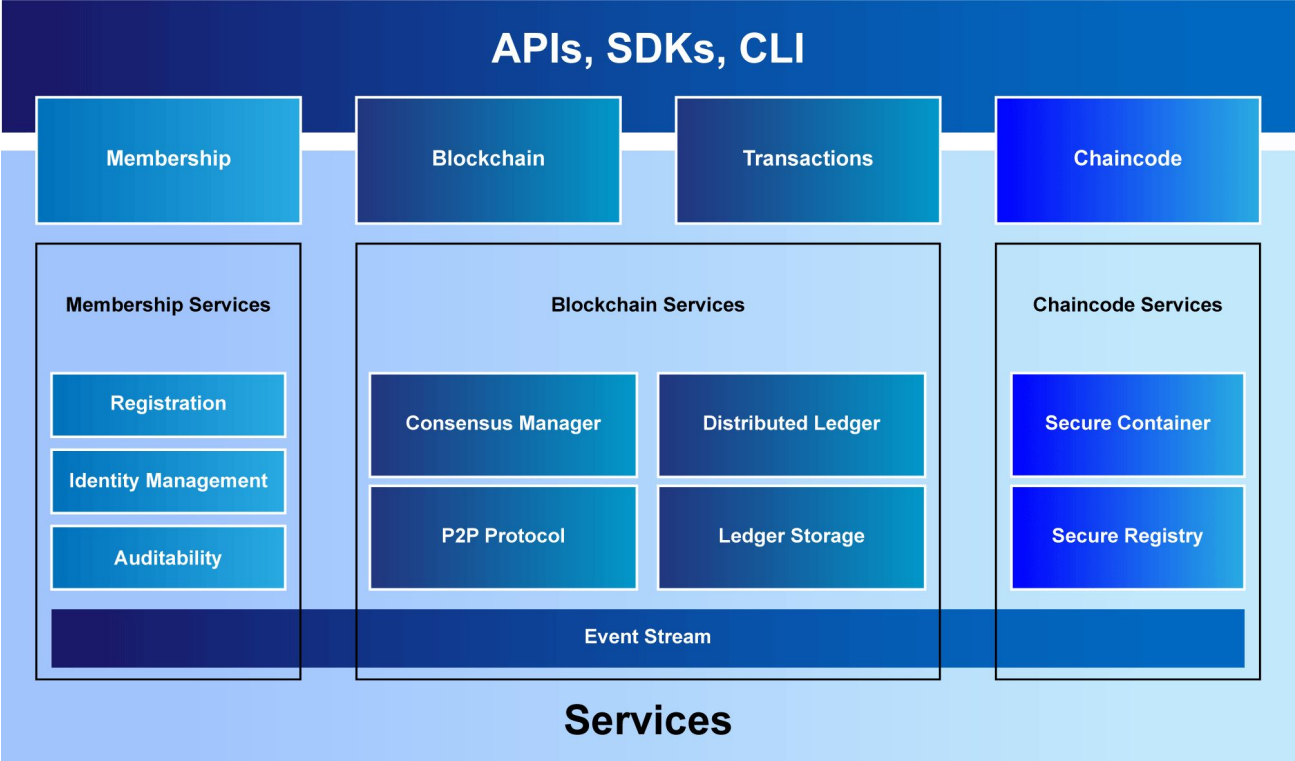 APIs, SDKs, CLI
Membership
Blockchain
Transactions
Chaincode
Membership Services
Blockchain Services
Chaincode Services
Registration
Identity Management
Auditability
Consensus Manager
Distributed Ledger
P2P Protocol
Ledger Storage
Secure Container
Secure Registry
Event Stream
Services